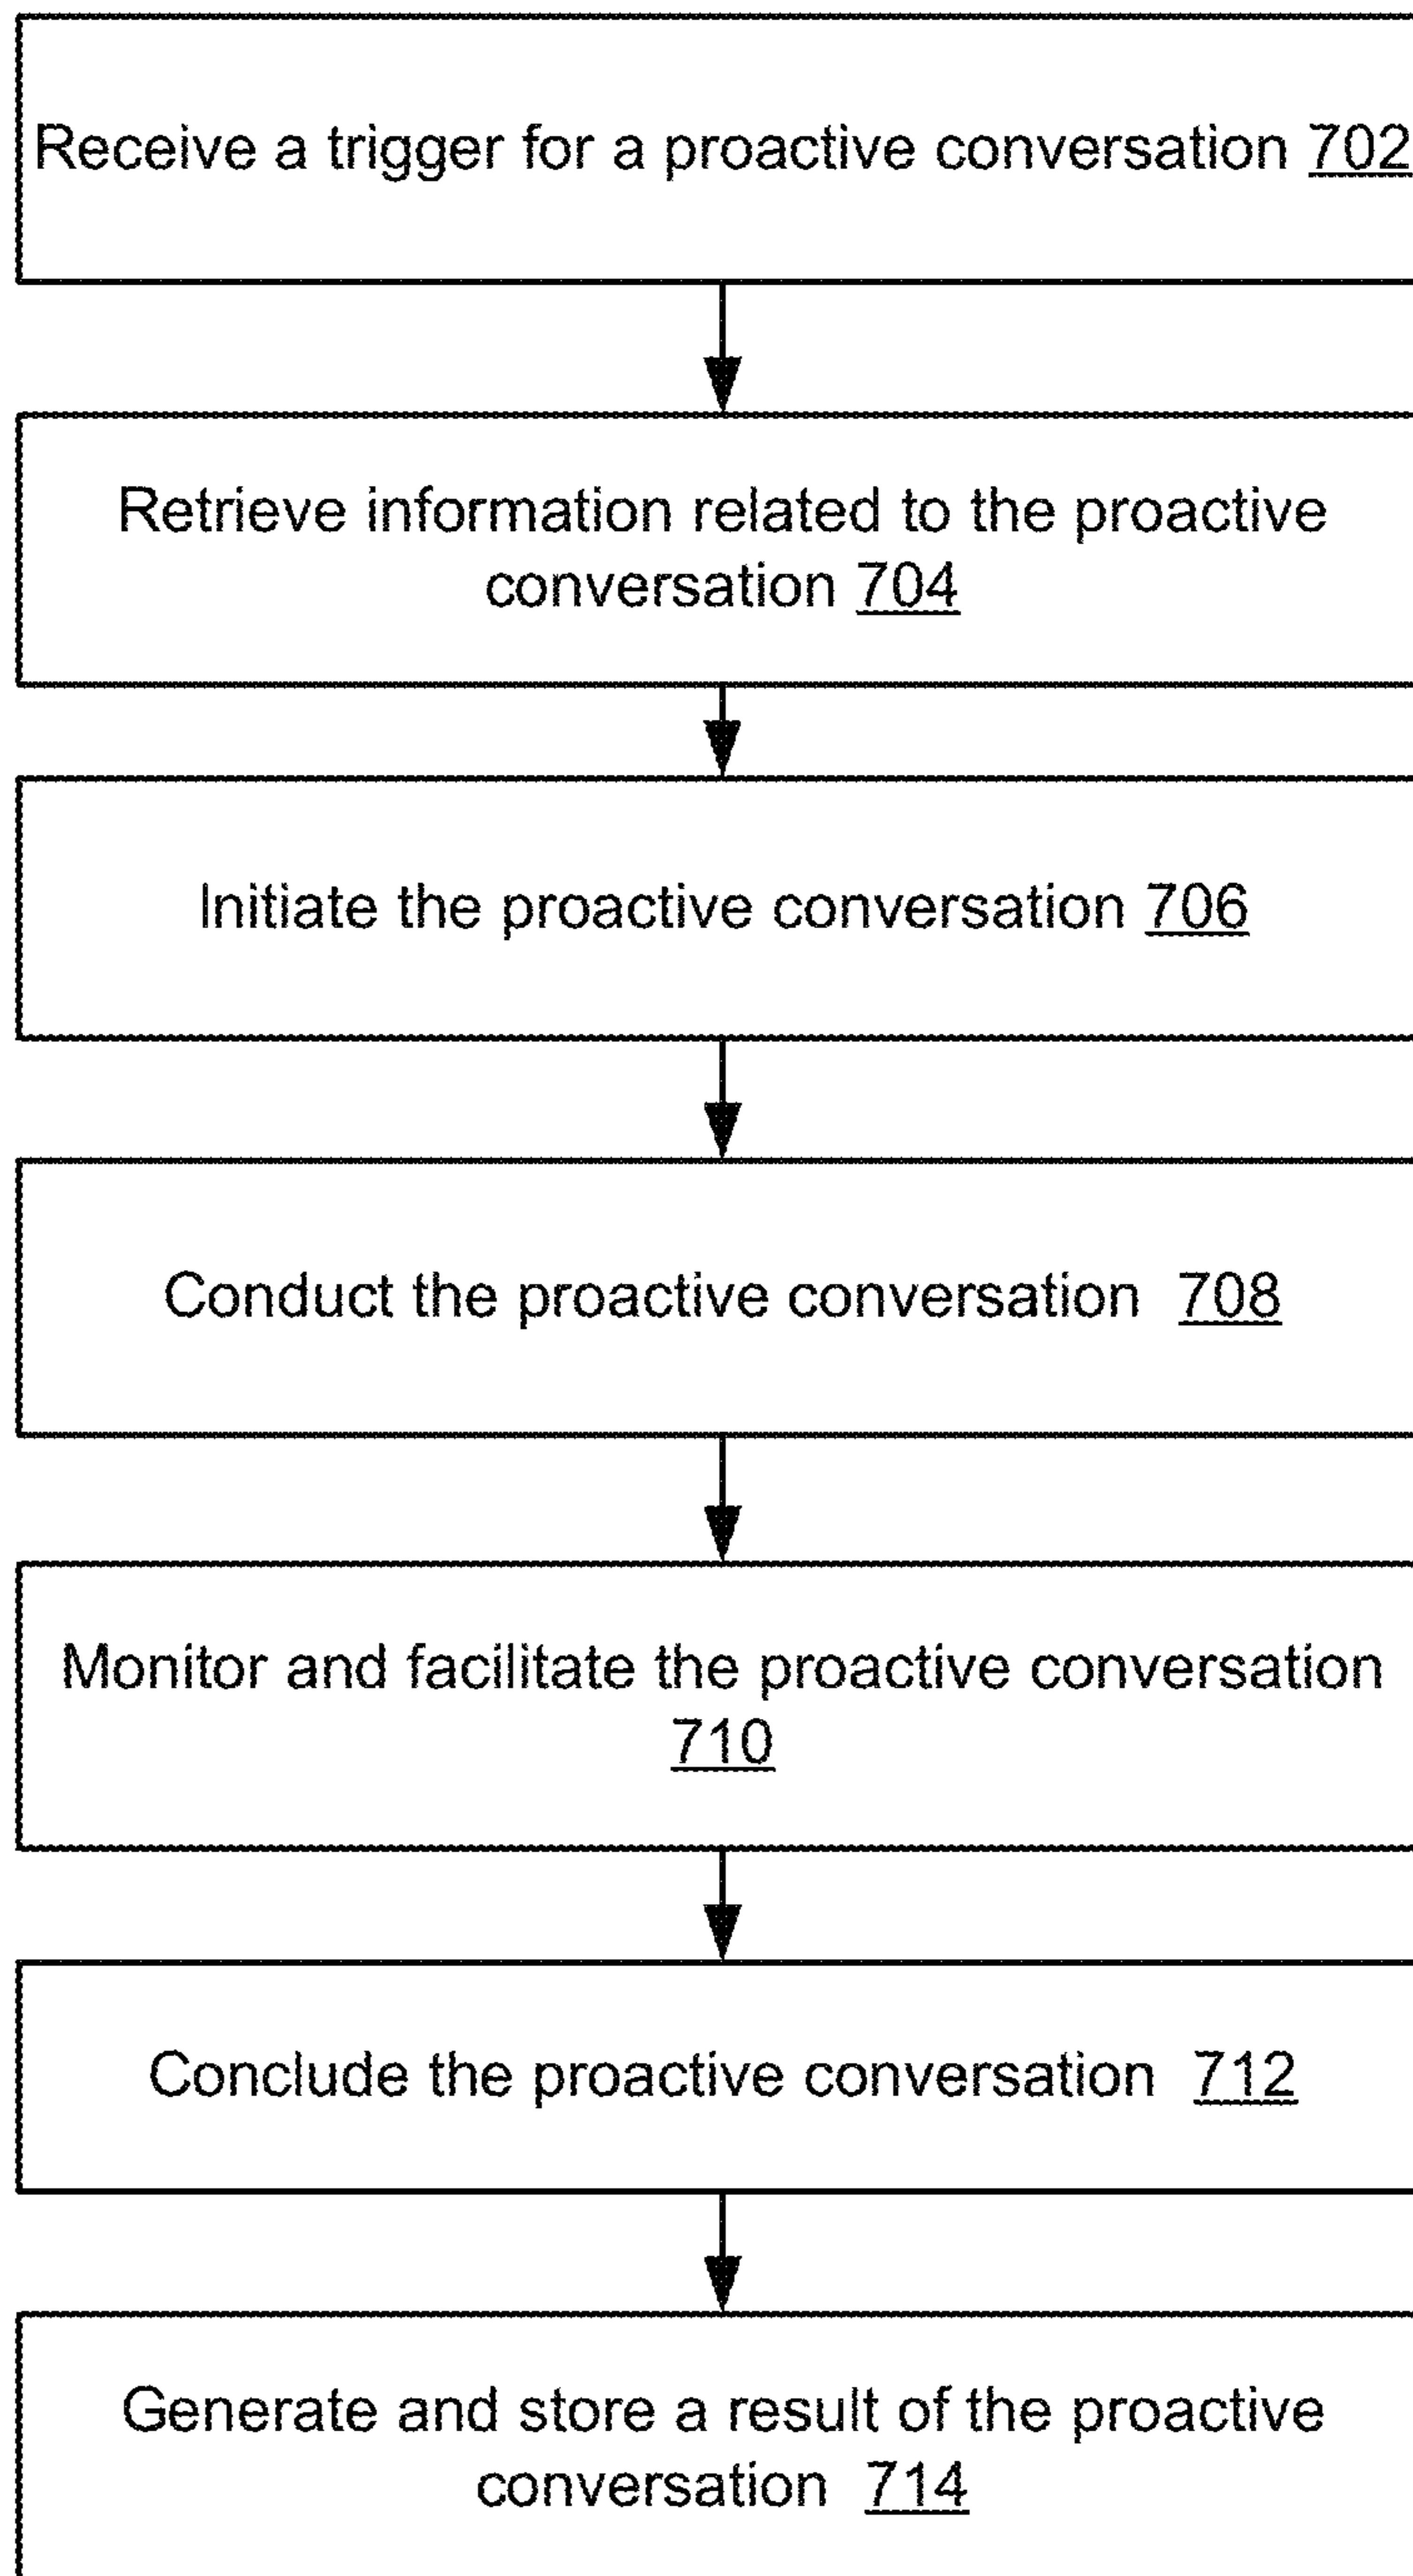 Receive a trigger for a proactive conversation 702
Retrieve information related to the proactive
conversation 704
Initiate the proactive conversation 706
Conduct the proactive conversation 708
Monitor and facilitate the proactive conversation
710
Conclude the proactive conversation 712
Generate and store a result of the proactive
conversation 714